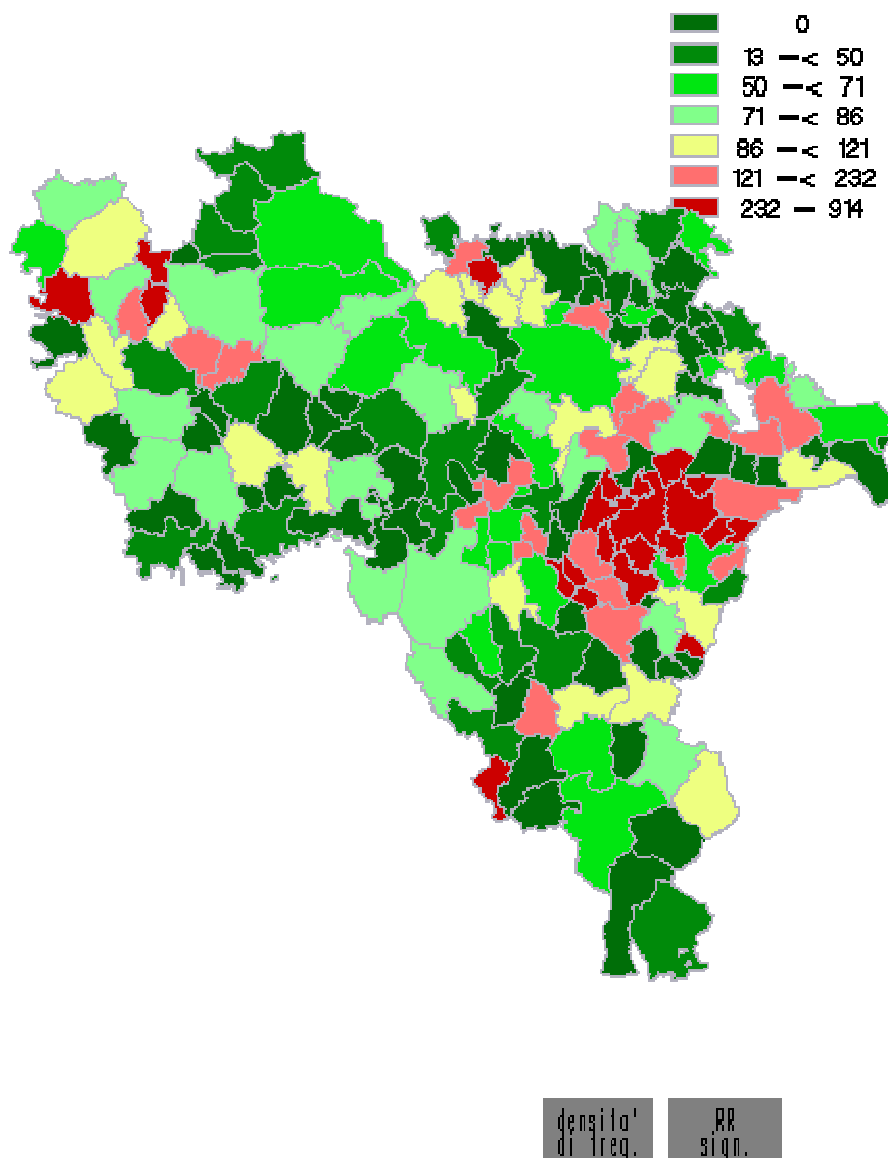 0
13 —< 50
50 —< 71
71 —< 86
86 —< 121
121 —< 232
232 — 914
densita'
di freq.
RR
sign.